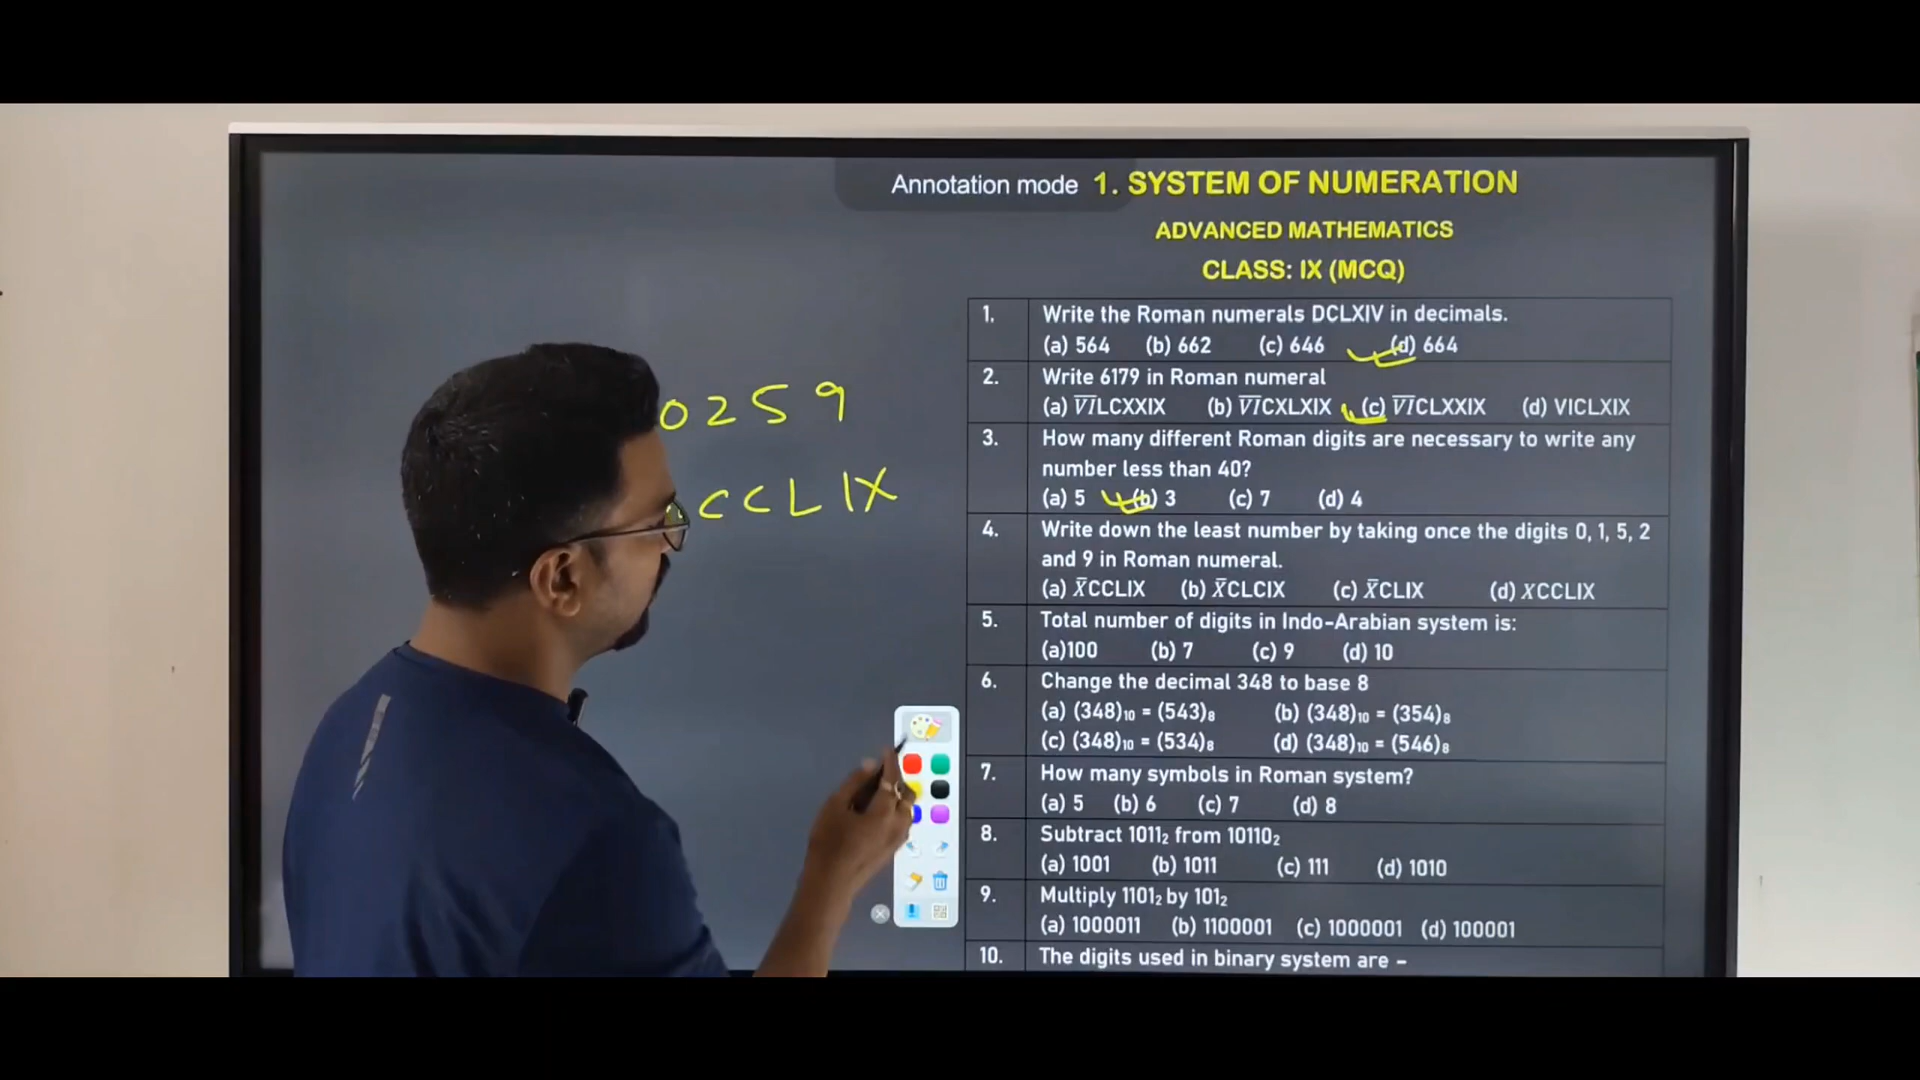 Annotation mode
1. SYSTEM OF NUMERATION
ADVANCED MATHEMATICS
CLASS: IX (MCQ)
0259
CCLIX
1. Write the Roman numerals DCLXIV in decimals.
(a) 564 (b) 662 (c) 646 (d) 664
2. Write 6179 in Roman numeral
(a) V̅I̅LCXXIX (b) V̅I̅CXLXIX (c) V̅I̅CLXXIX (d) VICLXIX
3. How many different Roman digits are necessary to write any
number less than 40?
(a) 5 (b) 3 (c) 7 (d) 4
4. Write down the least number by taking once the digits 0, 1, 5, 2
and 9 in Roman numeral.
(a) X̅CCLIX (b) X̅CLCIX (c) X̅CLIX (d) XCCLIX
5. Total number of digits in Indo-Arabian system is:
(a)100 (b) 7 (c) 9 (d) 10
6. Change the decimal 348 to base 8
(a) (348)₁₀ = (543)₈ (b) (348)₁₀ = (354)₈
(c) (348)₁₀ = (534)₈ (d) (348)₁₀ = (546)₈
7. How many symbols in Roman system?
(a) 5 (b) 6 (c) 7 (d) 8
8. Subtract 1011₂ from 10110₂
(a) 1001 (b) 1011 (c) 111 (d) 1010
9. Multiply 1101₂ by 101₂
(a) 1000011 (b) 1100001 (c) 1000001 (d) 100001
10. The digits used in binary system are –